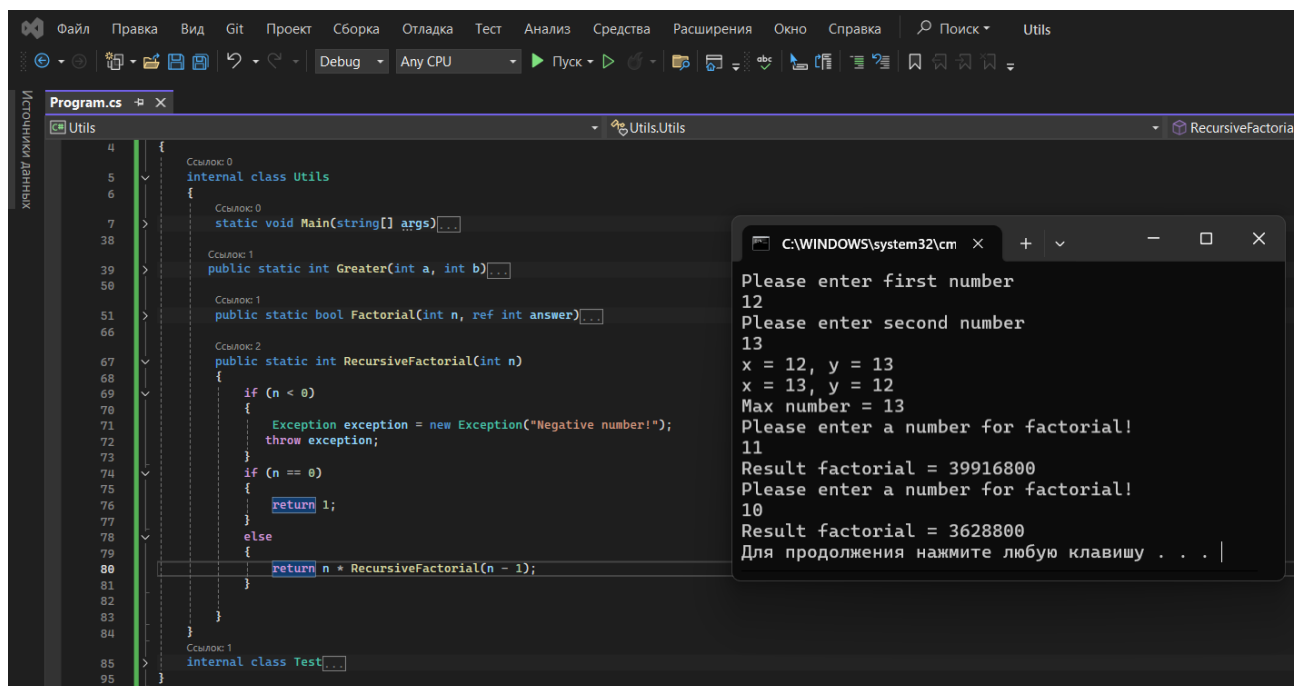 Файл Правка Вид Git Проект Сборка Отладка Тест Анализ Средства Расширения Окно Справка Поиск Utils
Debug Any CPU Пуск
Источники данных
Program.cs
C# Utils Utils.Utils RecursiveFactoria
4 {
Ссылок: 0
5 internal class Utils
6 {
Ссылок: 0
7 static void Main(string[] args)...
38
Ссылок: 1
39 public static int Greater(int a, int b)...
50
Ссылок: 1
51 public static bool Factorial(int n, ref int answer)...
66
Ссылок: 2
67 public static int RecursiveFactorial(int n)
68 {
69 if (n < 0)
70 {
71 Exception exception = new Exception("Negative number!");
72 throw exception;
73 }
74 if (n == 0)
75 {
76 return 1;
77 }
78 else
79 {
80 return n * RecursiveFactorial(n - 1);
81 }
82
83 }
84 }
Ссылок: 1
85 internal class Test...
95 }
C:\WINDOWS\system32\cm
Please enter first number
12
Please enter second number
13
x = 12, y = 13
x = 13, y = 12
Max number = 13
Please enter a number for factorial!
11
Result factorial = 39916800
Please enter a number for factorial!
10
Result factorial = 3628800
Для продолжения нажмите любую клавишу . . .